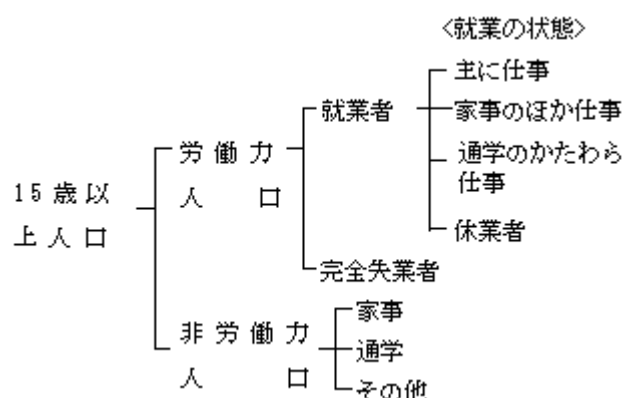 <就業の状態>
主に仕事
就業者
家事のほか仕事
労働力
人口
通学のかたわら
仕事
15歳以
上人口
休業者
完全失業者
家事
非労働力
人口
通学
その他